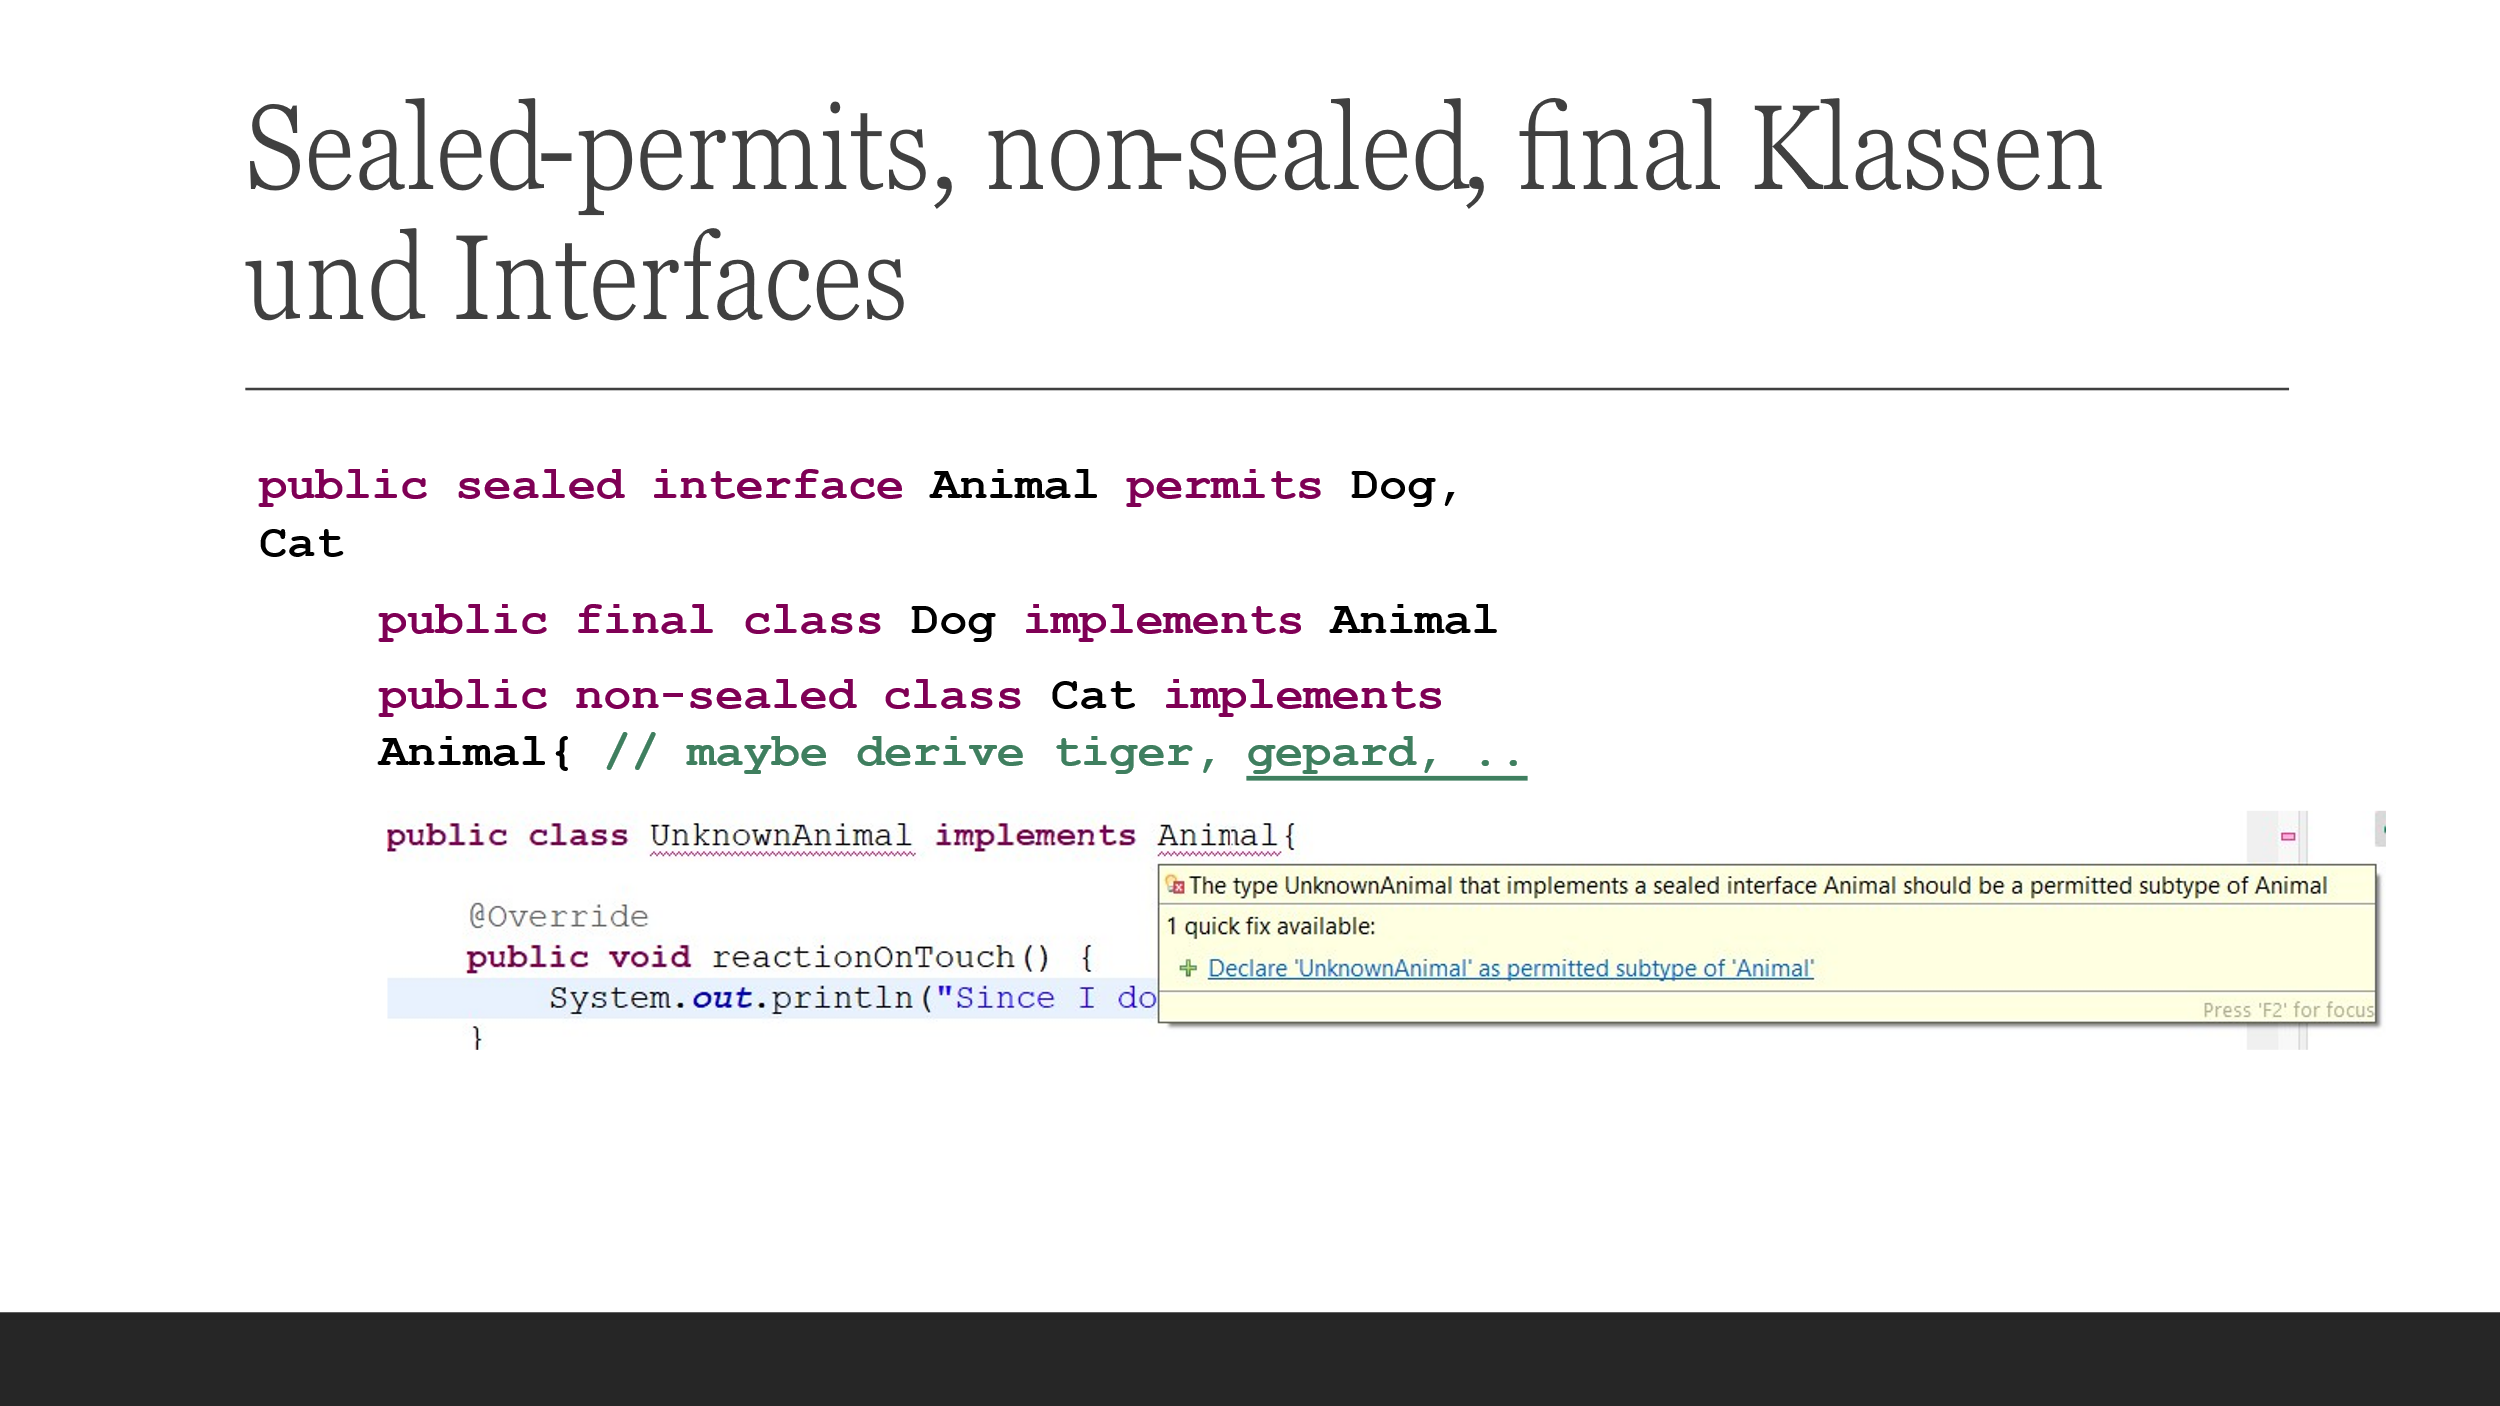 Sealed-permits, non-sealed, final Klassen
und Interfaces
public sealed interface Animal permits Dog,
Cat
public final class Dog implements Animal
public non-sealed class Cat implements
Animal{ // maybe derive tiger, gepard, ..
public class UnknownAnimal implements Animal{
The type UnknownAnimal that implements a sealed interface Animal should be a permitted subtype of Animal
@Override
1 quick fix available:
public void reactionOnTouch() {
Declare 'UnknownAnimal' as permitted subtype of 'Animal'
System.out.println("Since I do
Press 'F2' for focus
}